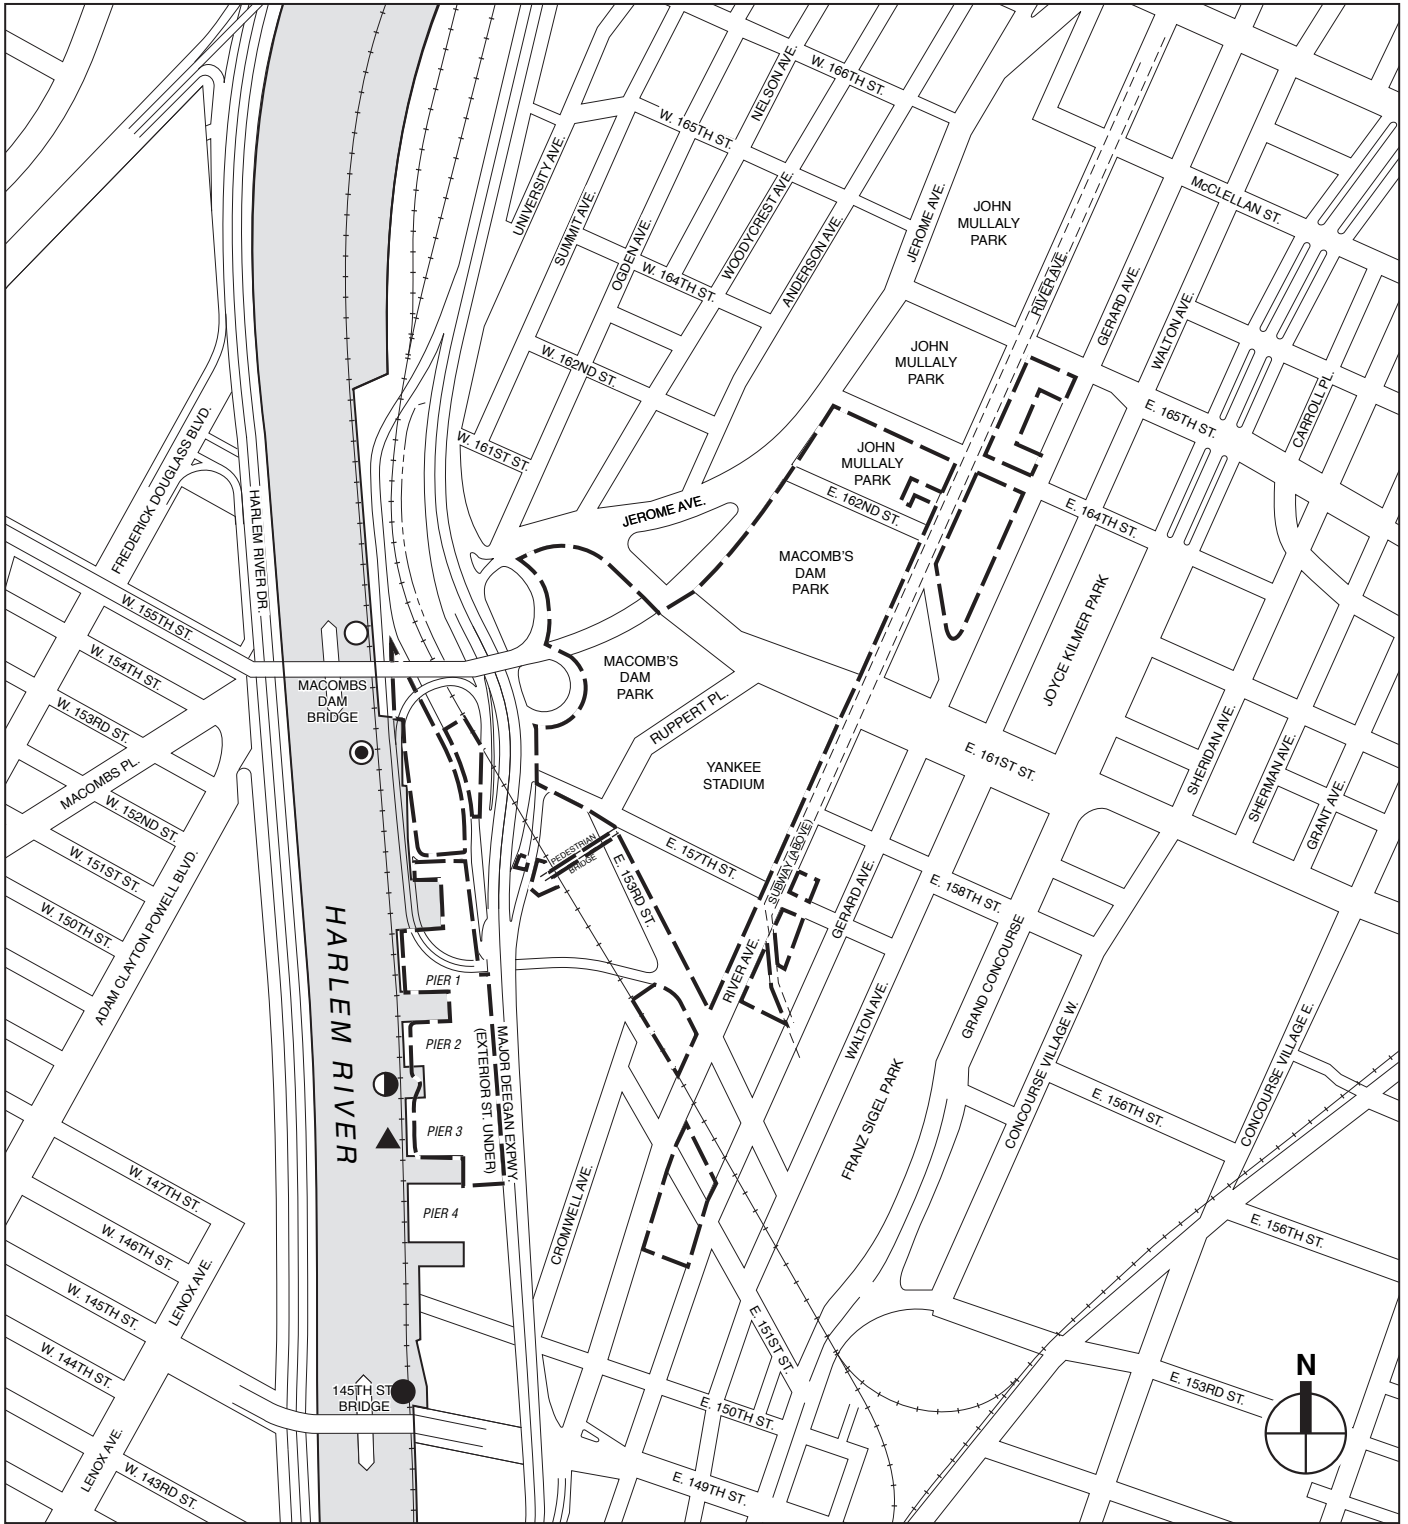 NELSON AVE.
W. 166TH ST.
W. 165TH ST.
UNIVERSITY AVE.
SUMMIT AVE.
OGDEN AVE.
WOODYCREST AVE.
ANDERSON AVE.
JEROME AVE.
JOHN
MULLALY
PARK
McCLELLAN ST.
RIVER AVE.
GERARD AVE.
WALTON AVE.
W. 164TH ST.
W. 162ND ST.
JOHN
MULLALY
PARK
CARROLL PL.
E. 165TH ST.
FREDERICK DOUGLASS BLVD.
HARLEM RIVER DR.
W. 161ST ST.
JEROME AVE.
JOHN
MULLALY
PARK
E. 162ND ST.
E. 164TH ST.
MACOMB'S
DAM
PARK
JOYCE KILMER PARK
W. 155TH ST.
W. 154TH ST.
W. 153RD ST.
MACOMBS PL.
W. 152ND ST.
W. 151ST ST.
W. 150TH ST.
ADAM CLAYTON POWELL BLVD.
MACOMBS
DAM
BRIDGE
MACOMB'S
DAM
PARK
RUPPERT PL.
YANKEE
STADIUM
E. 161ST ST.
SHERIDAN AVE.
SHERMAN AVE.
GRANT AVE.
PEDESTRIAN
BRIDGE
E. 153RD ST.
E. 157TH ST.
SUBWAY (ABOVE)
RIVER AVE.
GERARD AVE.
E. 158TH ST.
WALTON AVE.
GRAND CONCOURSE
FRANZ SIGEL PARK
CONCOURSE VILLAGE W.
CONCOURSE VILLAGE E.
E. 156TH ST.
E. 156TH ST.
HARLEM RIVER
PIER 1
PIER 2
PIER 3
PIER 4
MAJOR DEEGAN EXPWY.
(EXTERIOR ST. UNDER)
CROMWELL AVE.
W. 147TH ST.
W. 146TH ST.
W. 145TH ST.
W. 144TH ST.
LENOX AVE.
LENOX AVE.
W. 143RD ST.
145TH ST.
BRIDGE
E. 151ST ST.
E. 150TH ST.
E. 149TH ST.
E. 153RD ST.
N